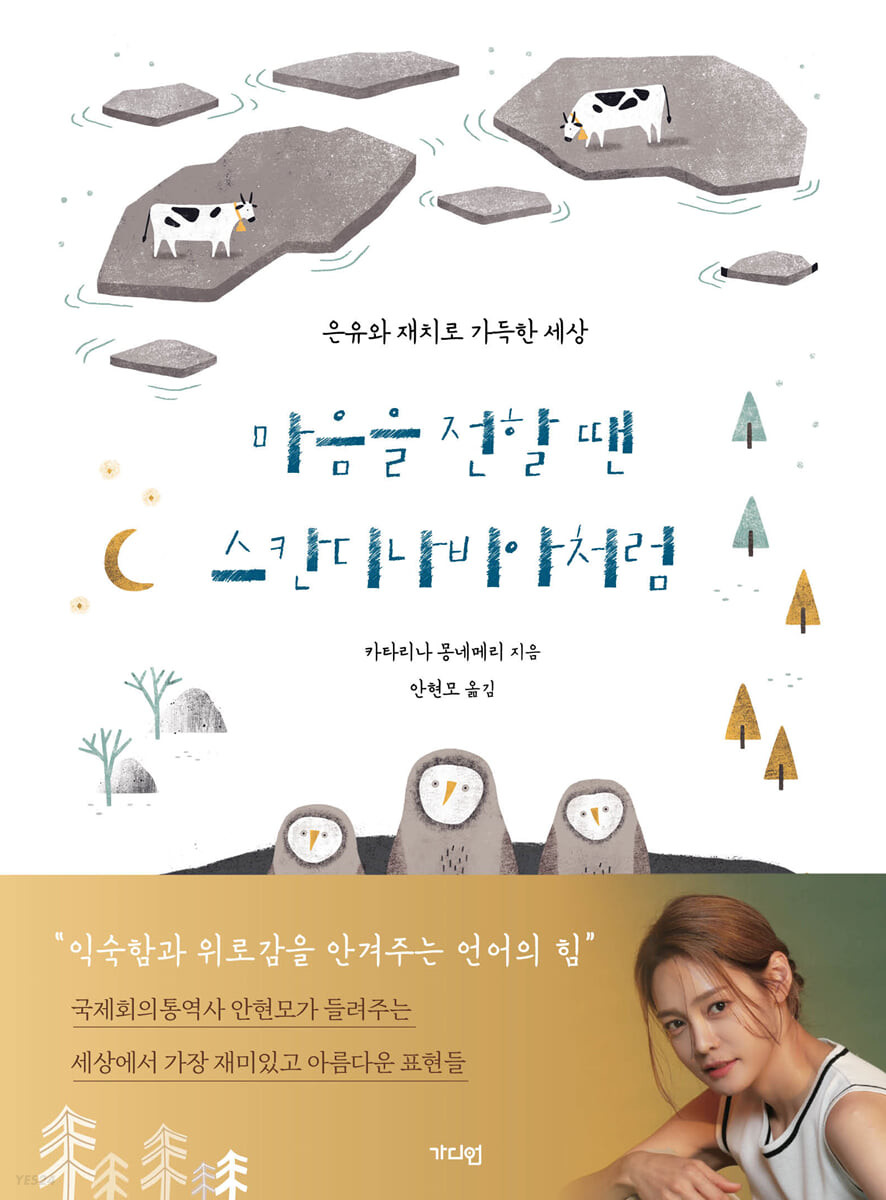 은유와 재치로 가득한 세상
마음을 전할 땐
스칸디나비아처럼
카타리나 몽네메리 지음
안현모 옮김
“익숙함과 위로감을 안겨주는 언어의 힘”
국제회의통역사 안현모가 들려주는
세상에서 가장 재미있고 아름다운 표현들
가디언
YES24